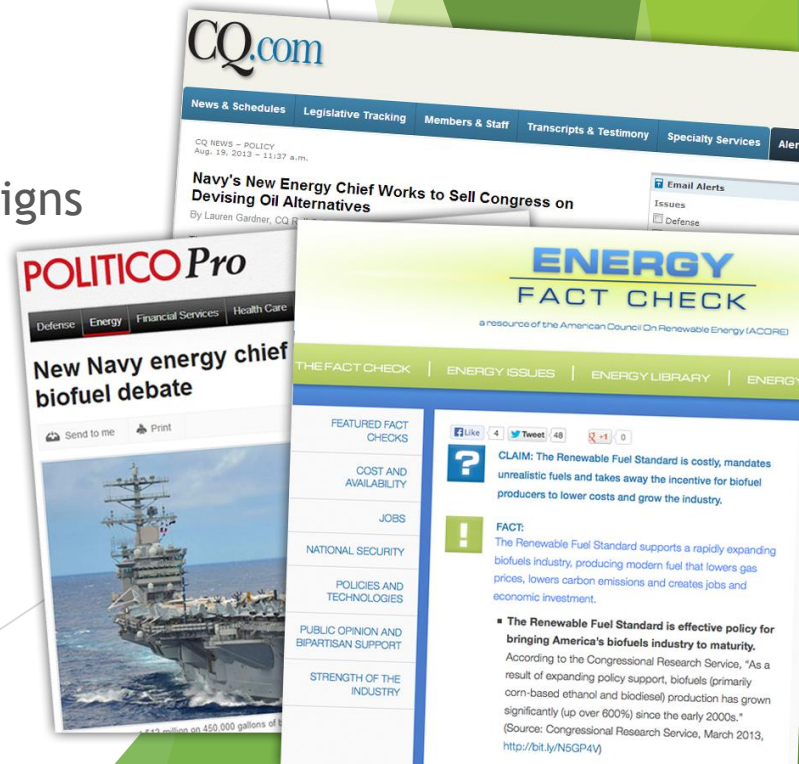 igns
CQ.com
News & Schedules
Legislative Tracking
Members & Staff
Transcripts & Testimony
Specialty Services
CQ NEWS – POLICY
Aug. 19, 2013 – 11:37 a.m.
Navy's New Energy Chief Works to Sell Congress on
Devising Oil Alternatives
By Lauren Gardner, CQ
Email Alerts
Issues
Defense
POLITICO Pro
Defense
Energy
Financial Services
Health Care
New Navy energy chief
biofuel debate
Send to me
Print
million on 450,000 gallons of
ENERGY
FACT CHECK
a resource of the American Council On Renewable Energy (ACORE)
THE FACT CHECK
ENERGY ISSUES
ENERGY LIBRARY
ENERGY
FEATURED FACT
CHECKS
COST AND
AVAILABILITY
JOBS
NATIONAL SECURITY
POLICIES AND
TECHNOLOGIES
PUBLIC OPINION AND
BIPARTISAN SUPPORT
STRENGTH OF THE
INDUSTRY
Like 4 Tweet 48 +1 0
CLAIM: The Renewable Fuel Standard is costly, mandates
unrealistic fuels and takes away the incentive for biofuel
producers to lower costs and grow the industry.
FACT:
The Renewable Fuel Standard supports a rapidly expanding
biofuels industry, producing modern fuel that lowers gas
prices, lowers carbon emissions and creates jobs and
economic investment.
The Renewable Fuel Standard is effective policy for
bringing America's biofuels industry to maturity.
According to the Congressional Research Service, "As a
result of expanding policy support, biofuels (primarily
corn-based ethanol and biodiesel) production has grown
significantly (up over 600%) since the early 2000s."
(Source: Congressional Research Service, March 2013,
http://bit.ly/N5GP4V)